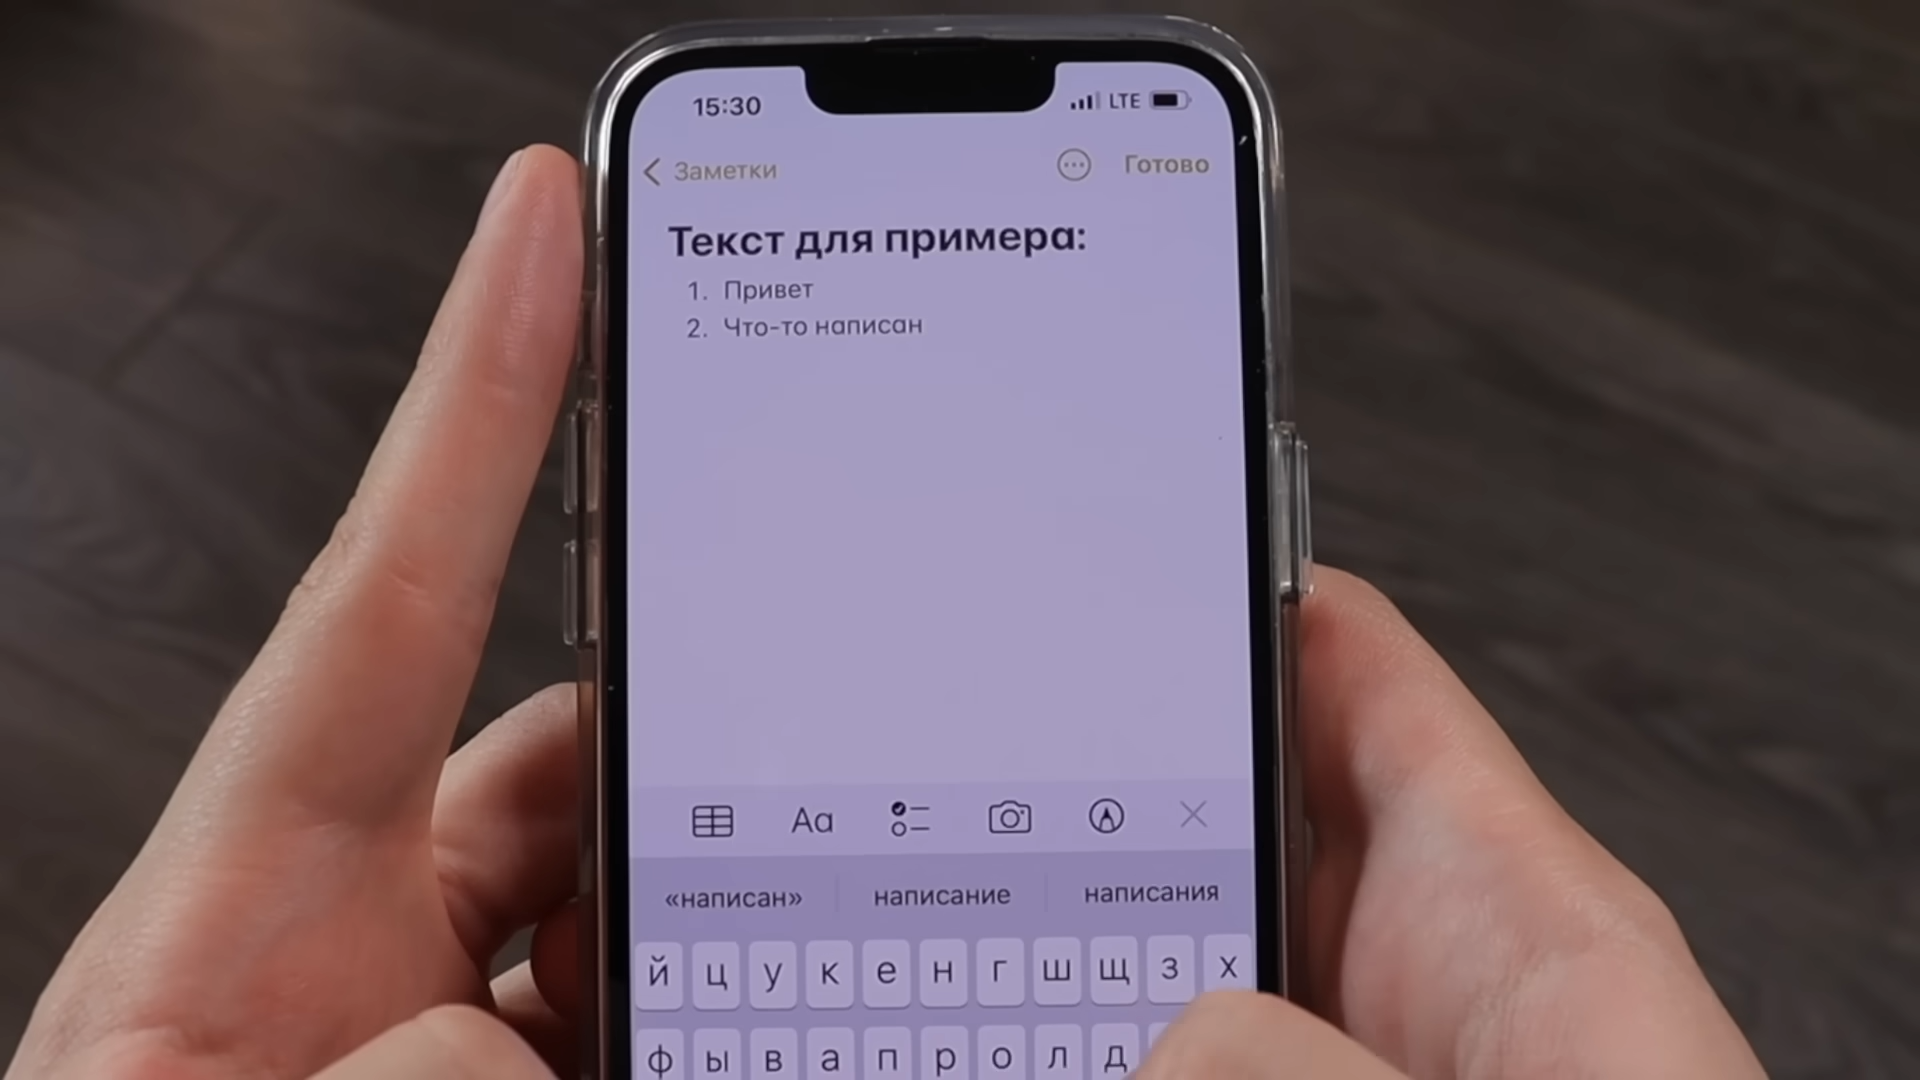 15:30 LTE
Заметки Готово
Текст для примера:
1. Привет
2. Что-то написан
Aa
«написан» написание написания
й ц у к е н г ш щ з х
ф ы в а п р о л д